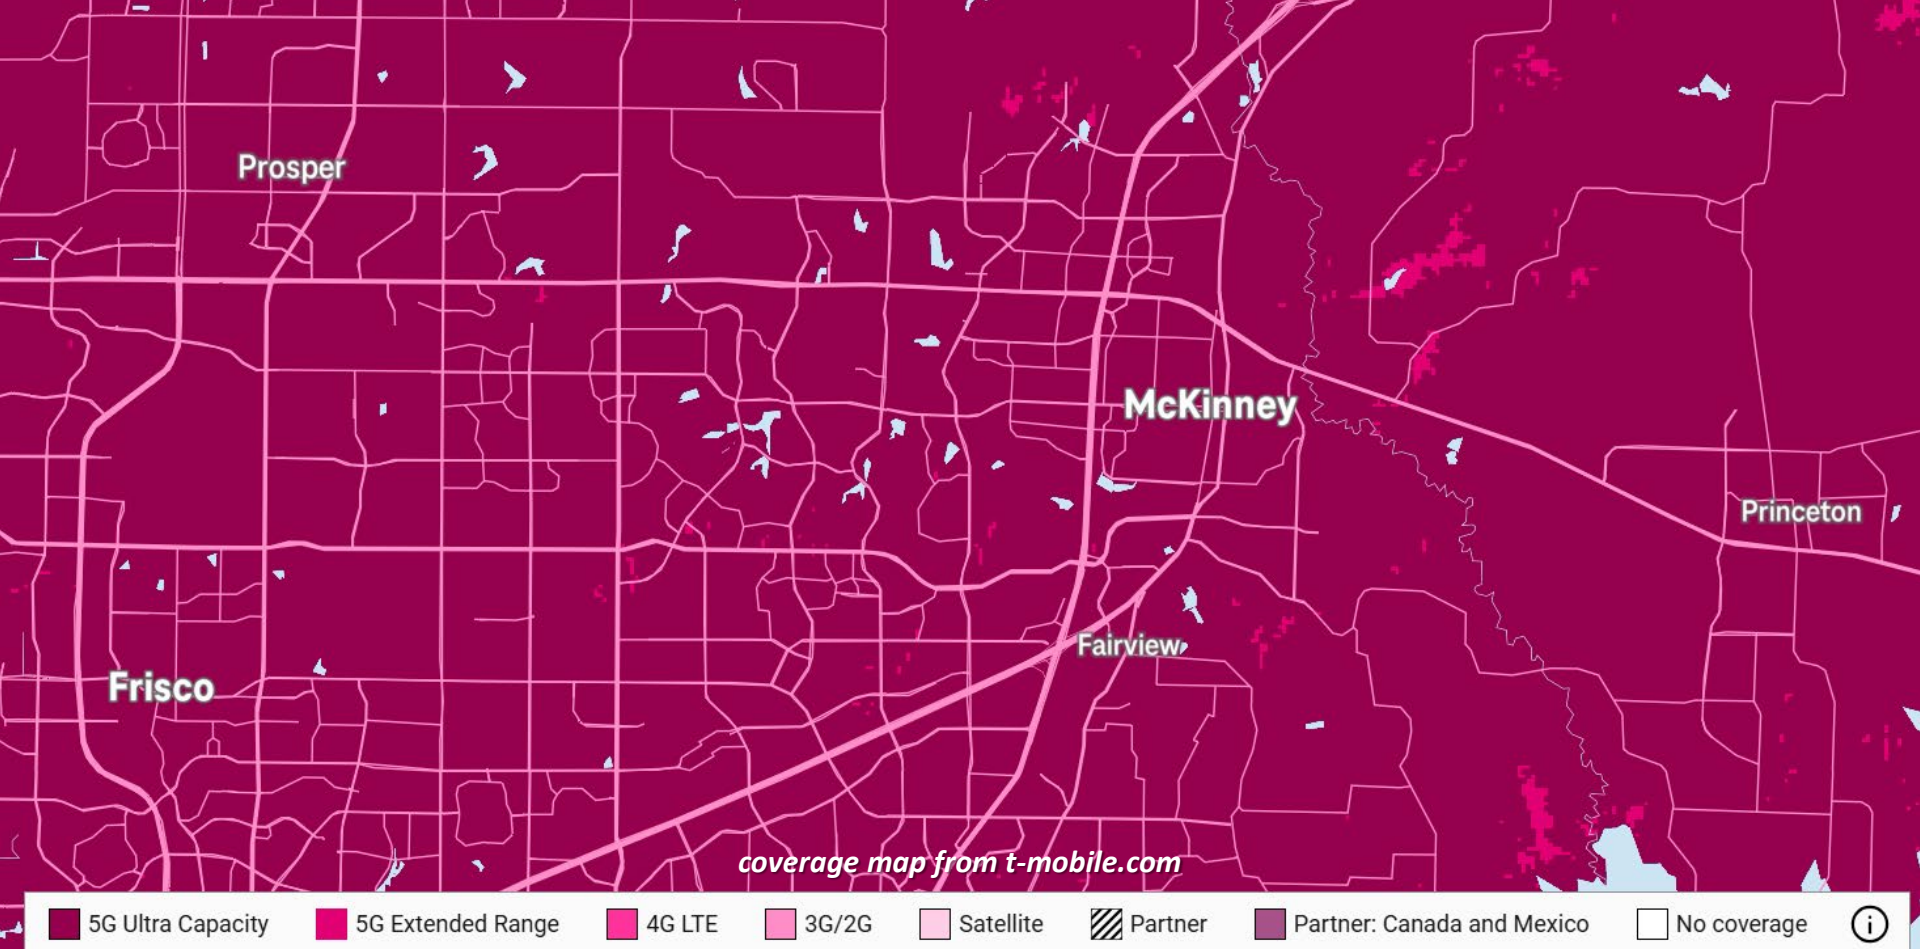 Prosper
McKinney
Princeton
Fairview
Frisco
coverage map from t-mobile.com
5G Ultra Capacity
5G Extended Range
4G LTE
3G/2G
Satellite
Partner
Partner: Canada and Mexico
No coverage